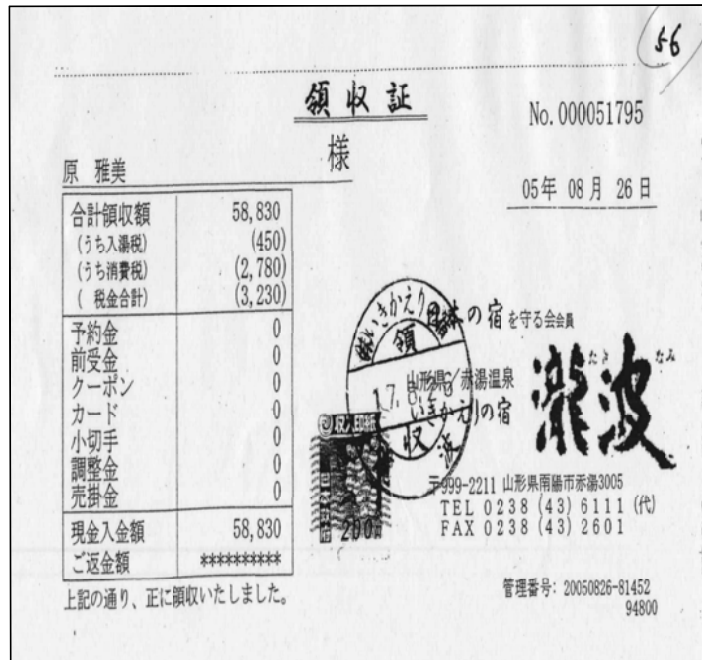 56
領収証
No.000051795
原 雅美 様
05年 08月 26日
合計領収額 58,830
(うち入湯税) (450)
(うち消費税) (2,780)
( 税金合計) (3,230)
予約金 0
前受金 0
クーポン 0
カード 0
小切手 0
調整金 0
売掛金 0
現金入金額 58,830
ご返金額 **********
上記の通り、正に領収いたしました。
日本の宿 を守る会会員
山形県/赤湯温泉
いきかえりの宿
瀧波
たき なみ
領
収
収入印紙
200
〒999-2211 山形県南陽市赤湯3005
TEL 0238 (43) 6111 (代)
FAX 0238 (43) 2601
管理番号: 20050826-81452
94800